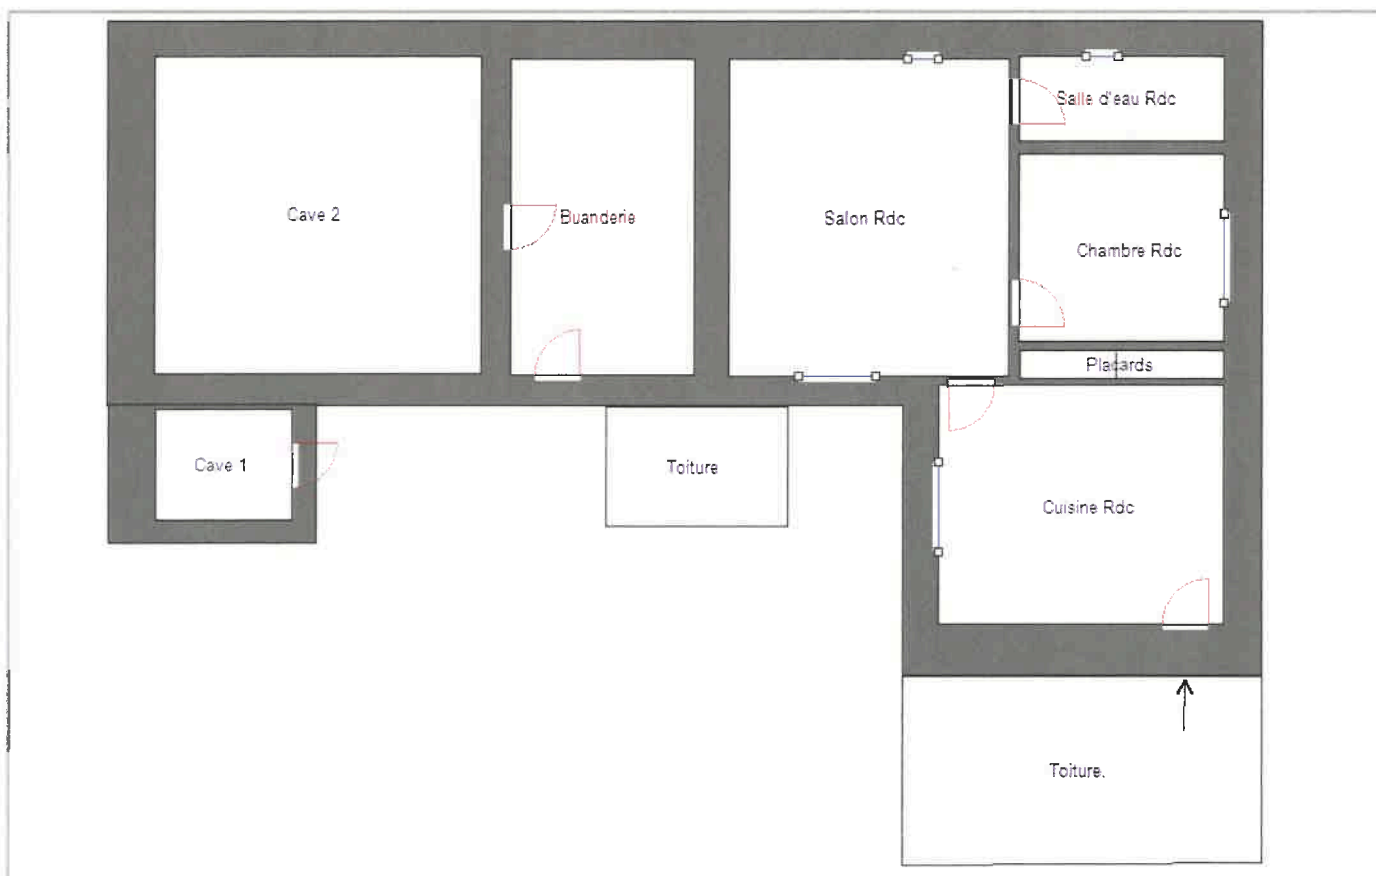 Salle d'eau Rdc
Cave 2
Buanderie
Salon Rdc
Chambre Rdc
Placards
Cave 1
Toiture
Cuisine Rdc
Toiture.